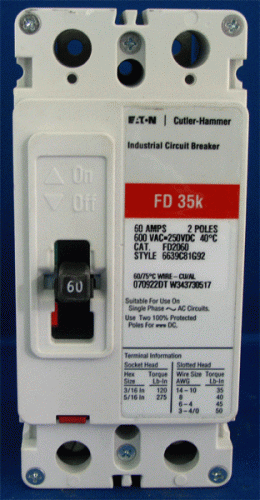 EATON Cutler-Hammer
Industrial Circuit Breaker
On
Off
FD 35k
60 AMPS 2 POLES
600 VAC•250VDC 40°C
CAT. FD2060
STYLE 6639C81G92
60
60/75°C WIRE-CU/AL
070922DT W343730517
Suitable For Use On
Single Phase AC Circuits.
Use Two 100% Protected
Poles For DC.
Terminal Information
Socket Head Slotted Head
Hex Torque Wire Size Torque
Size Lb-In AWG Lb-In
3/16 In 120 14-10 35
5/16 In 275 8 40
6-4 45
3-4/0 50